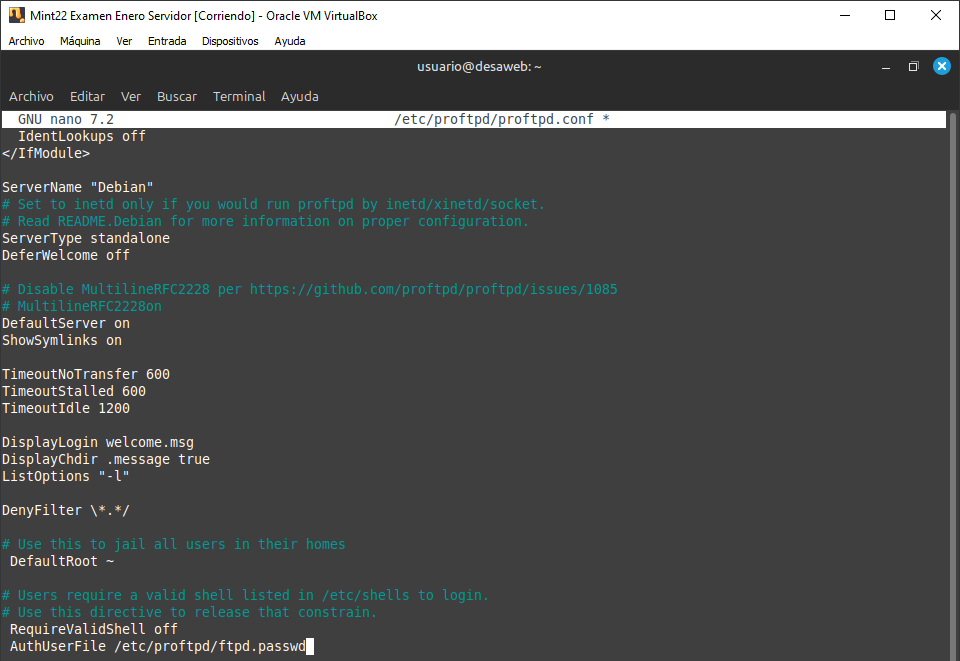 Mint22 Examen Enero Servidor [Corriendo] - Oracle VM VirtualBox
Archivo Máquina Ver Entrada Dispositivos Ayuda
usuario@desaweb: ~
Archivo Editar Ver Buscar Terminal Ayuda
GNU nano 7.2 /etc/proftpd/proftpd.conf *
IdentLookups off
</IfModule>
ServerName "Debian"
# Set to inetd only if you would run proftpd by inetd/xinetd/socket.
# Read README.Debian for more information on proper configuration.
ServerType standalone
DeferWelcome off
# Disable MultilineRFC2228 per https://github.com/proftpd/proftpd/issues/1085
# MultilineRFC2228on
DefaultServer on
ShowSymlinks on
TimeoutNoTransfer 600
TimeoutStalled 600
TimeoutIdle 1200
DisplayLogin welcome.msg
DisplayChdir .message true
ListOptions "-l"
DenyFilter \*.*/
# Use this to jail all users in their homes
DefaultRoot ~
# Users require a valid shell listed in /etc/shells to login.
# Use this directive to release that constrain.
RequireValidShell off
AuthUserFile /etc/proftpd/ftpd.passwd